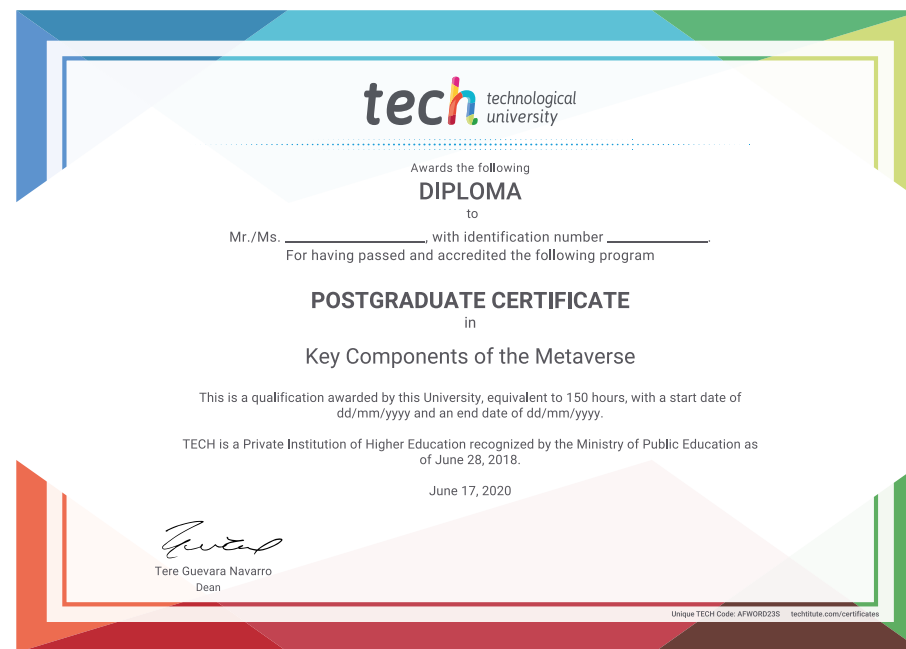 tech technological
university
Awards the following
DIPLOMA
to
Mr./Ms. ____________________, with identification number ______________.
For having passed and accredited the following program
POSTGRADUATE CERTIFICATE
in
Key Components of the Metaverse
This is a qualification awarded by this University, equivalent to 150 hours, with a start date of
dd/mm/yyyy and an end date of dd/mm/yyyy.
TECH is a Private Institution of Higher Education recognized by the Ministry of Public Education as
of June 28, 2018.
June 17, 2020
Tere Guevara Navarro
Dean
Unique TECH Code: AFWORD23S techtitute.com/certificates